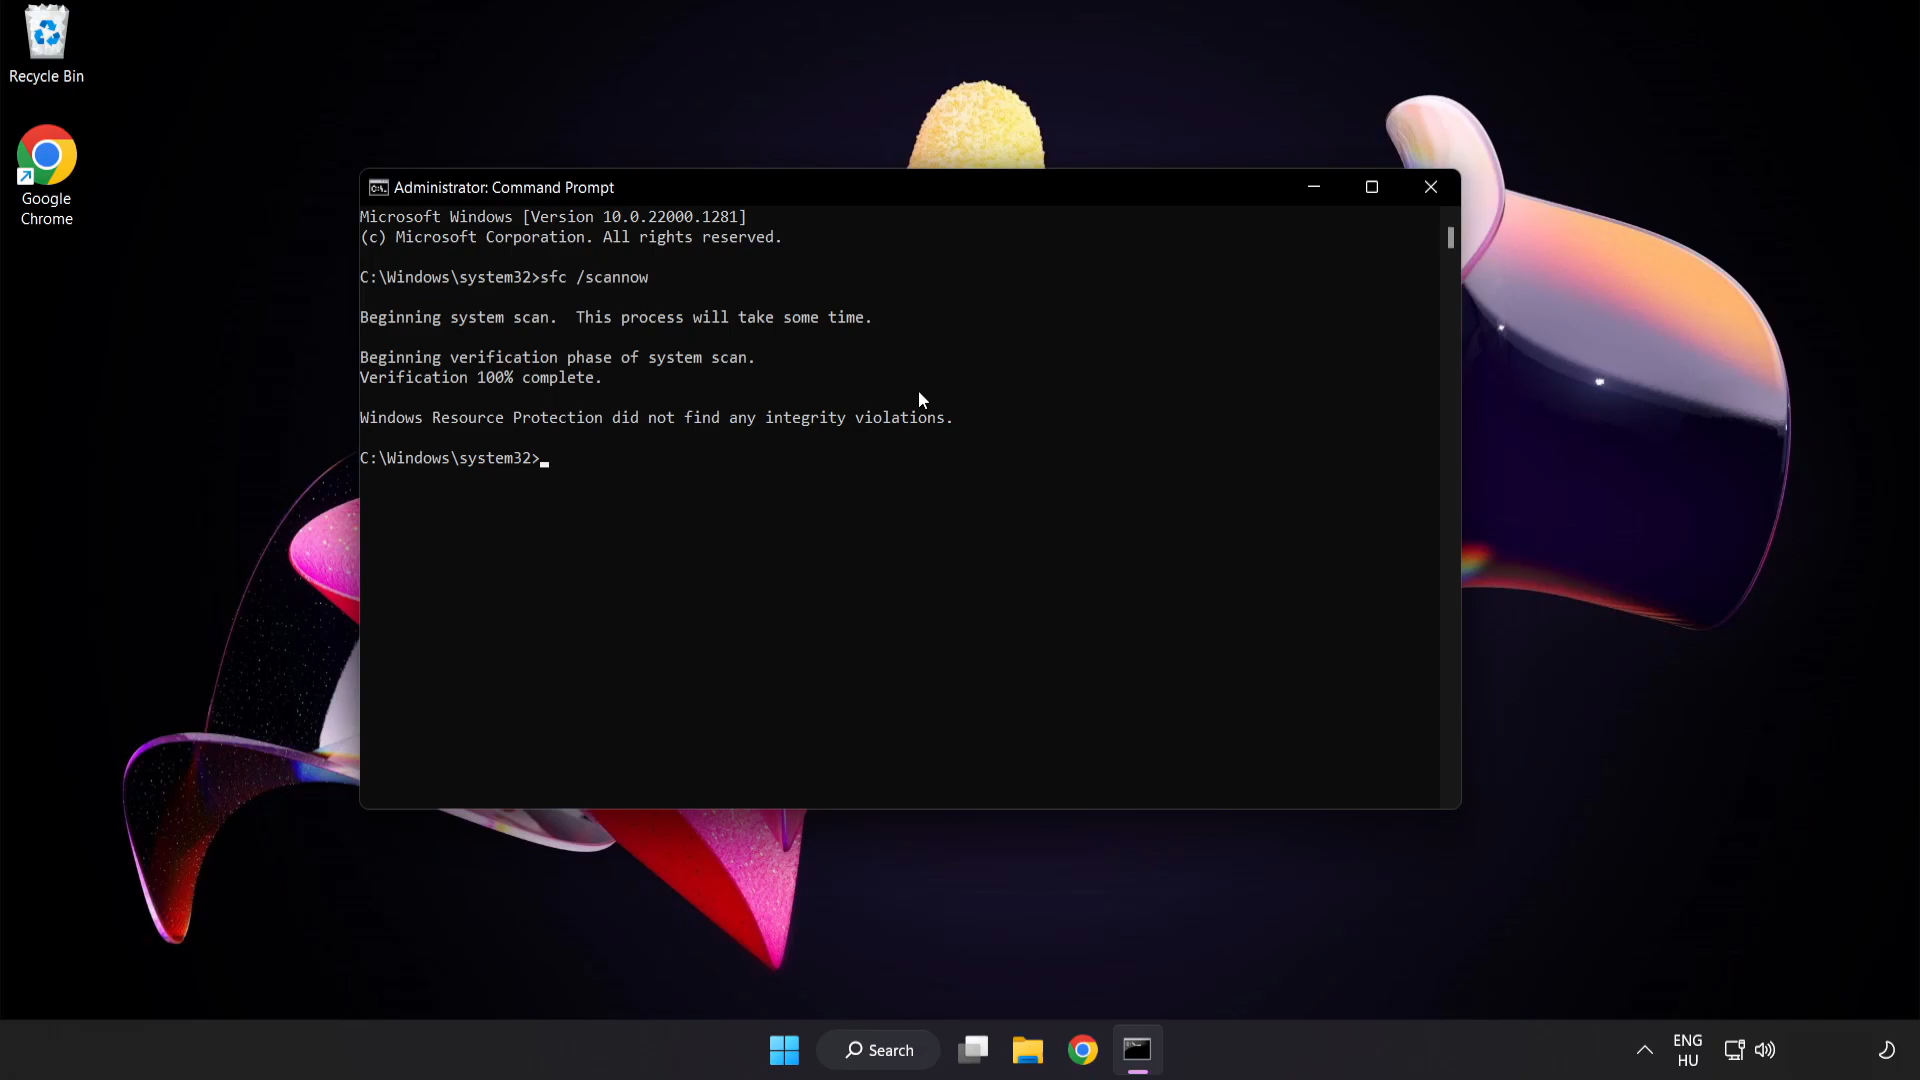 Recycle Bin
Google
Chrome
Administrator: Command Prompt
Microsoft Windows [Version 10.0.22000.1281]
(c) Microsoft Corporation. All rights reserved.
C:\Windows\system32>sfc /scannow
Beginning system scan.  This process will take some time.
Beginning verification phase of system scan.
Verification 100% complete.
Windows Resource Protection did not find any integrity violations.
C:\Windows\system32>
Search
ENG
HU